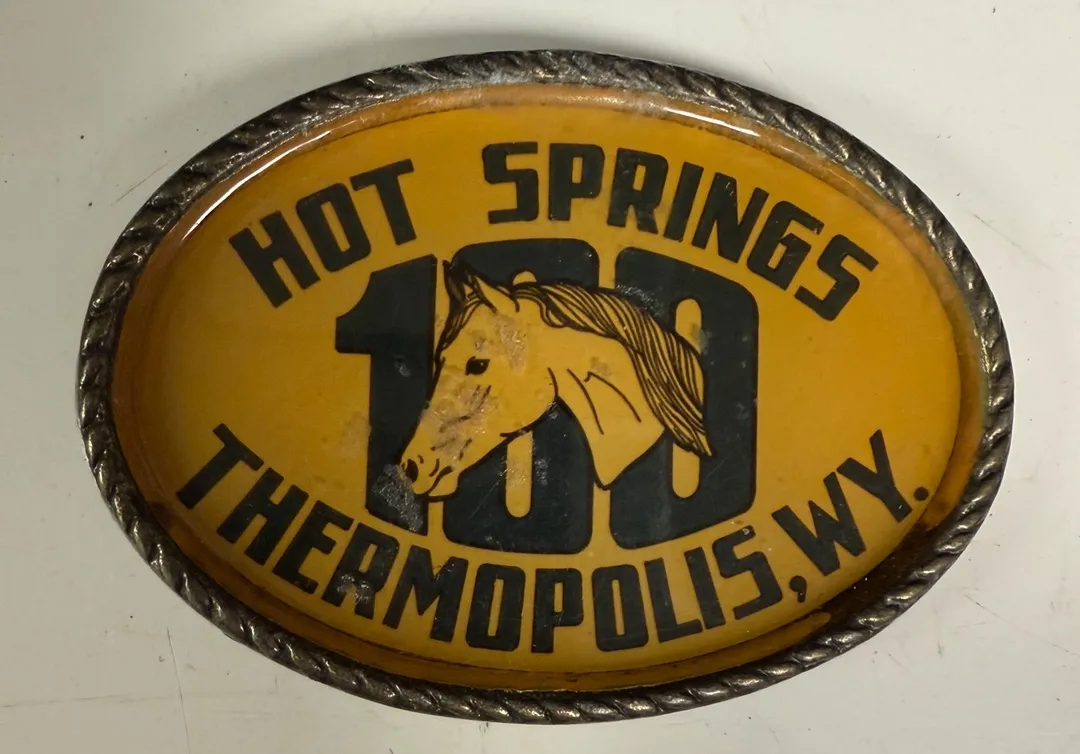 HOT SPRINGS
100
THERMOPOLIS, WY.